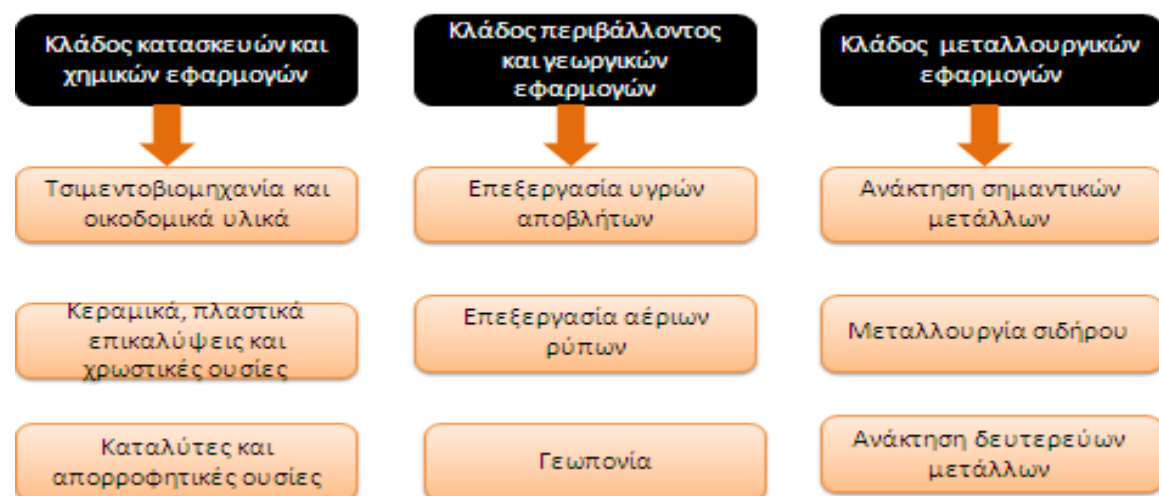 Κλάδος κατασκευών και
χημικών εφαρμογών
Κλάδος περιβάλλοντος
και γεωργικών
εφαρμογών
Κλάδος μεταλλουργικών
εφαρμογών
Τσιμεντοβιομηχανία και
οικοδομικά υλικά
Επεξεργασία υγρών
αποβλήτων
Ανάκτηση σημαντικών
μετάλλων
Κεραμικά, πλαστικά
επικαλύψεις και
χρωστικές ουσίες
Επεξεργασία αέριων
ρύπων
Μεταλλουργία σιδήρου
Καταλύτες και
απορροφητικές ουσίες
Γεωπονία
Ανάκτηση δευτερεύων
μετάλλων